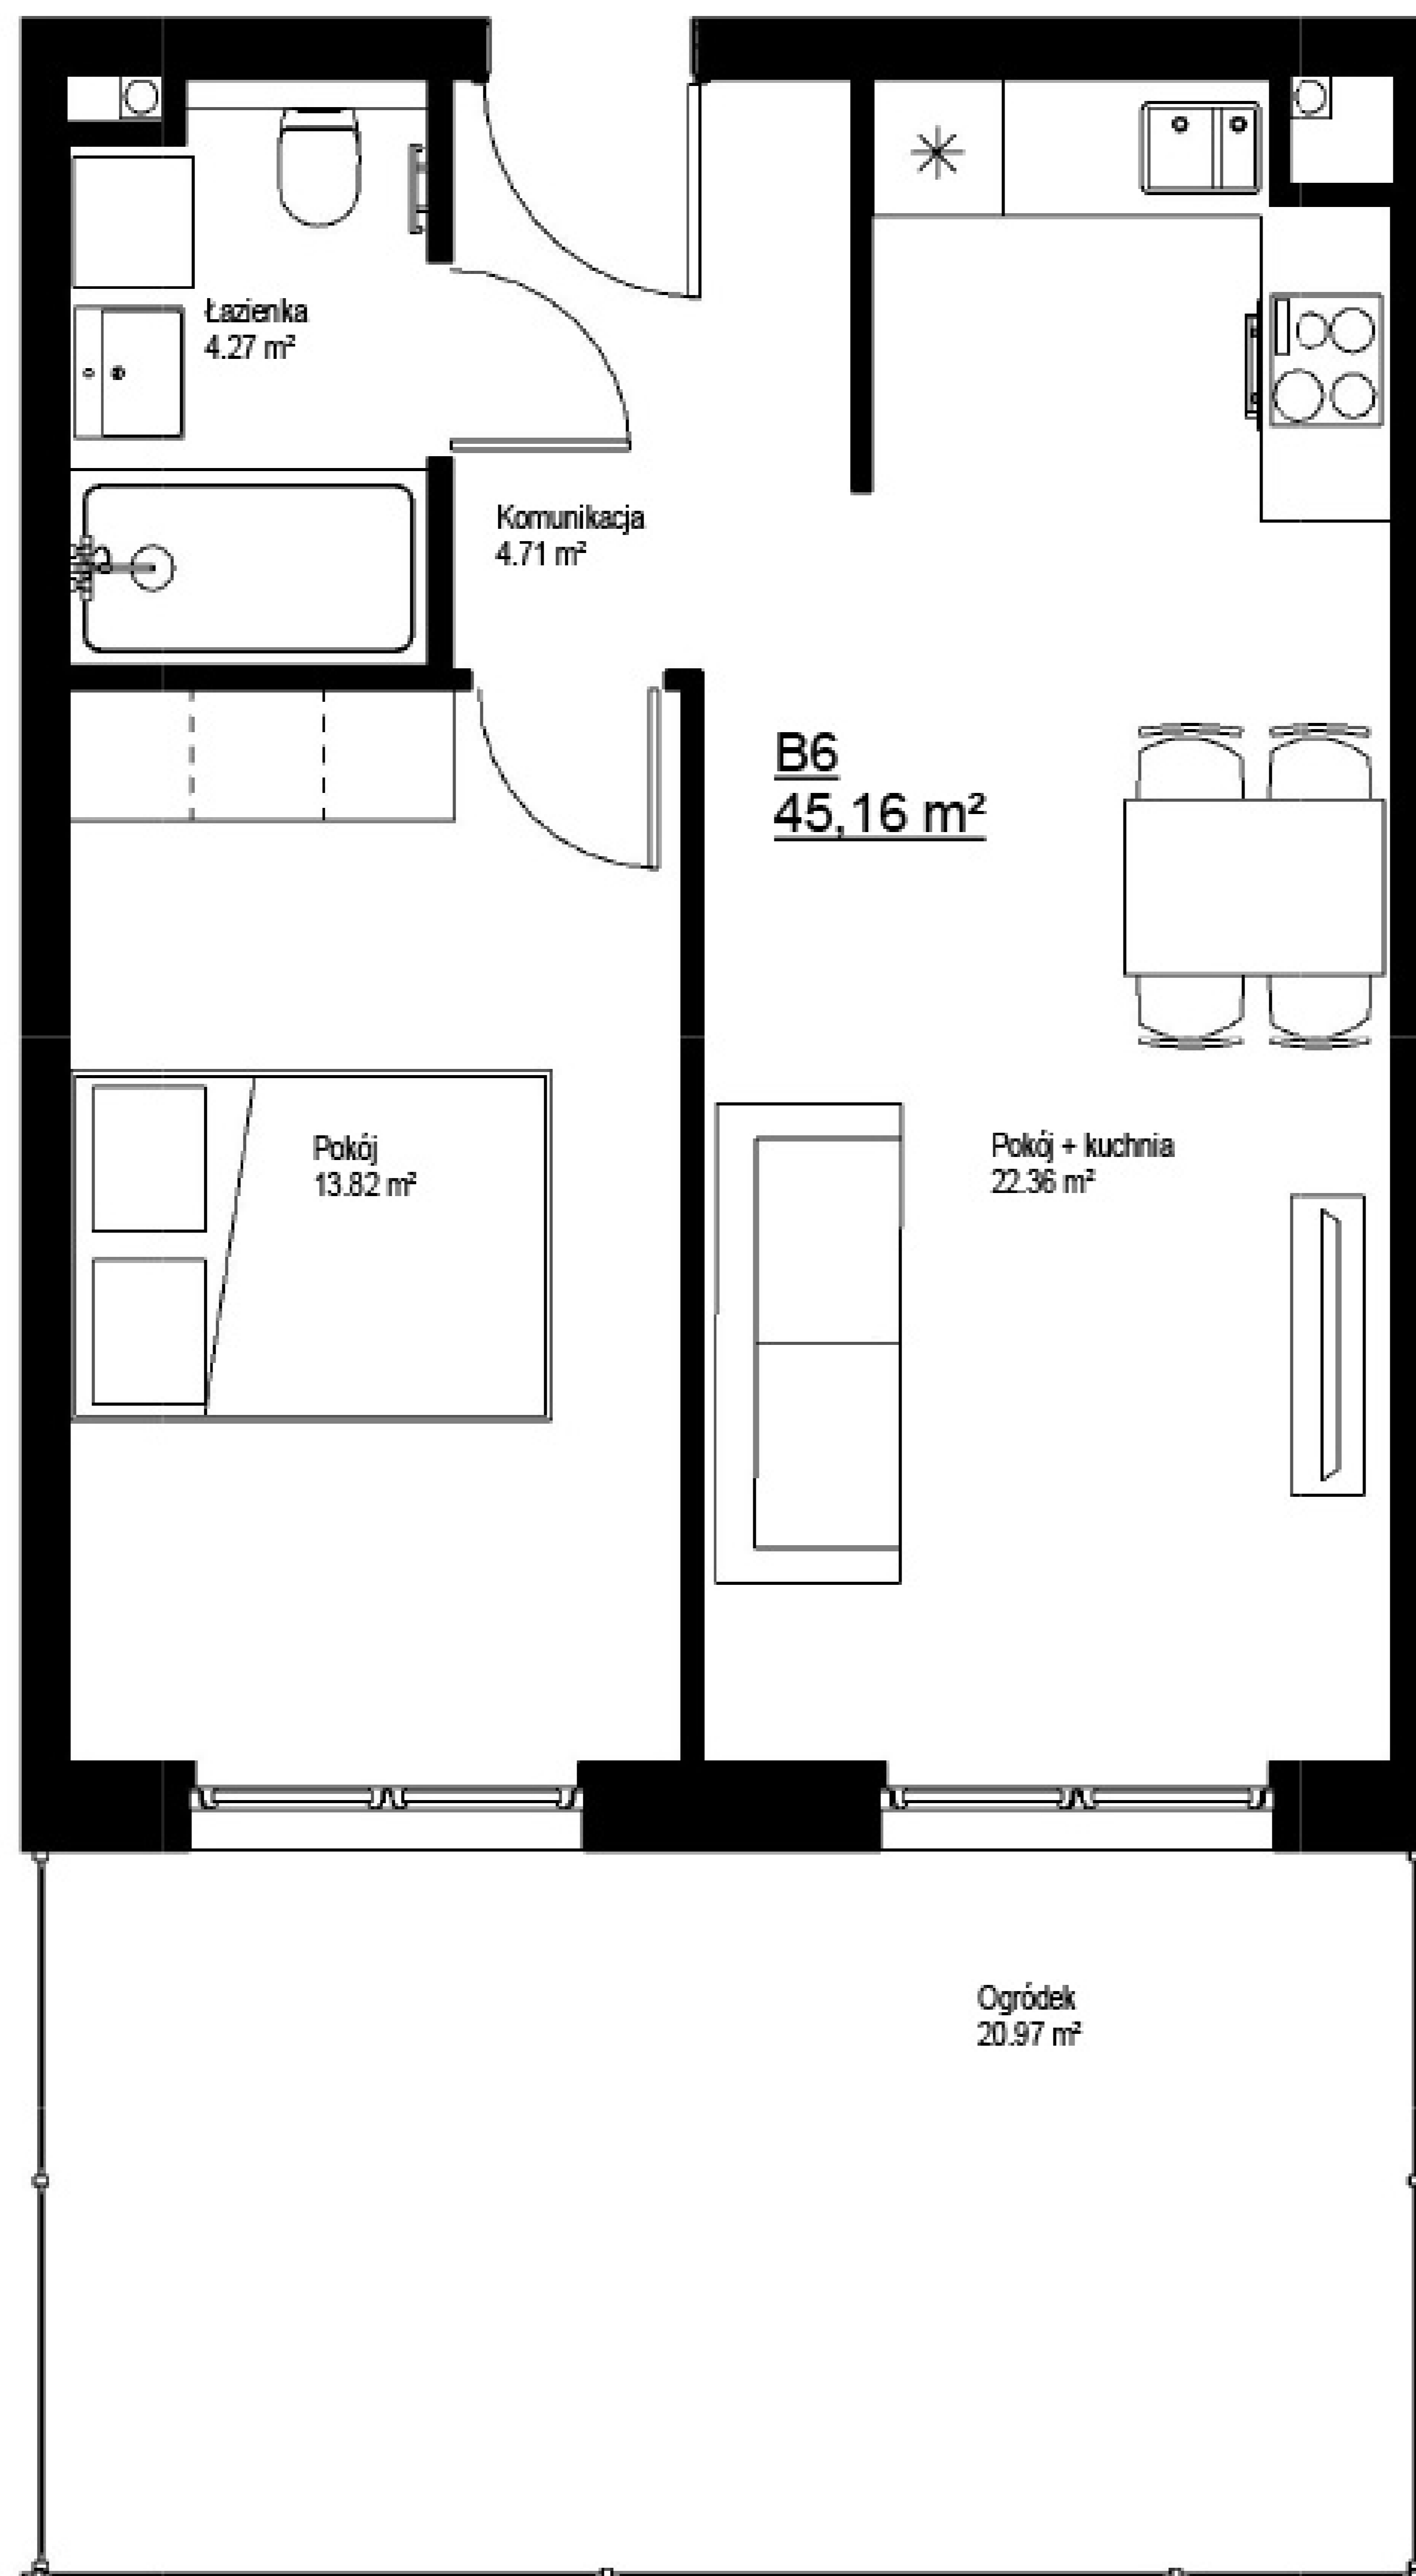 Łazienka
4.27 m²
Komunikacja
4.71 m²
B6
45,16 m²
Pokój
13.82 m²
Pokój + kuchnia
22.36 m²
Ogródek
20.97 m²